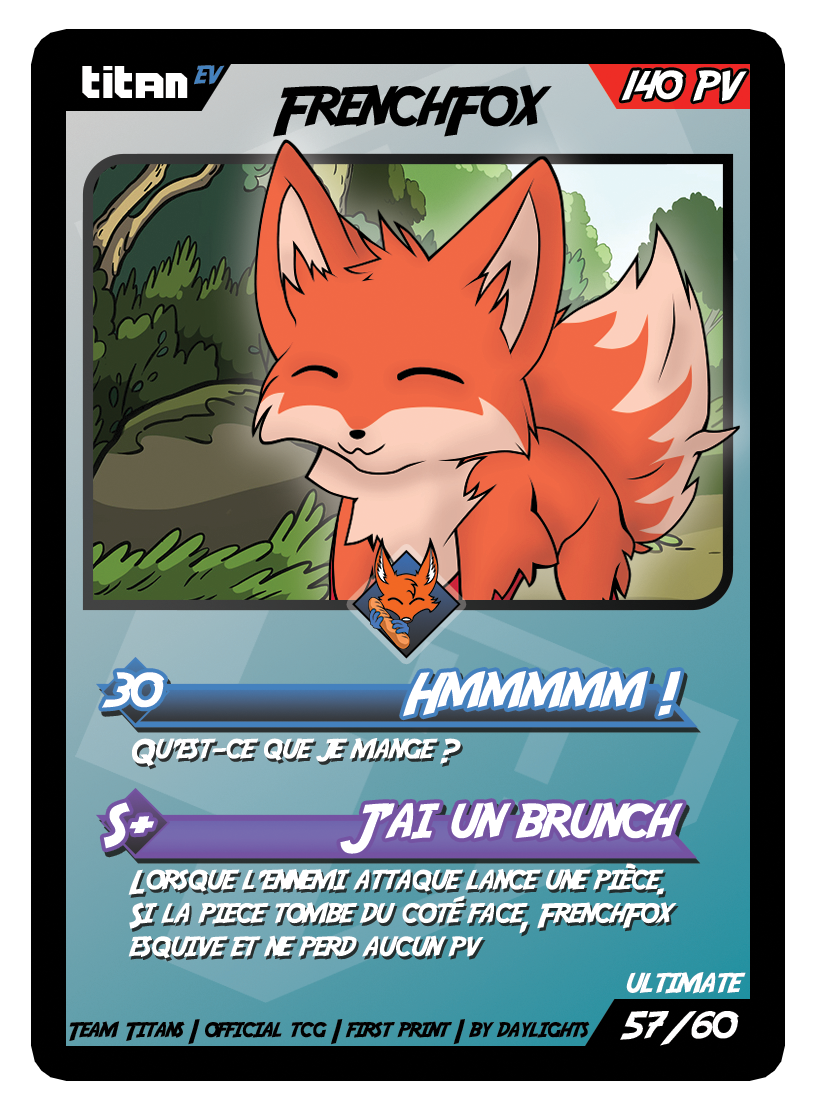 titan EV
FrenchFox
140 PV
30
Hmmmmm !
Qu'est-ce que je mange ?
S+
J'ai un brunch
Lorsque l'ennemi attaque lance une pièce.
Si la piece tombe du coté face, FrenchFox
esquive et ne perd aucun pv
ultimate
57/60
Team Titans | official tcg | first print | by daylights